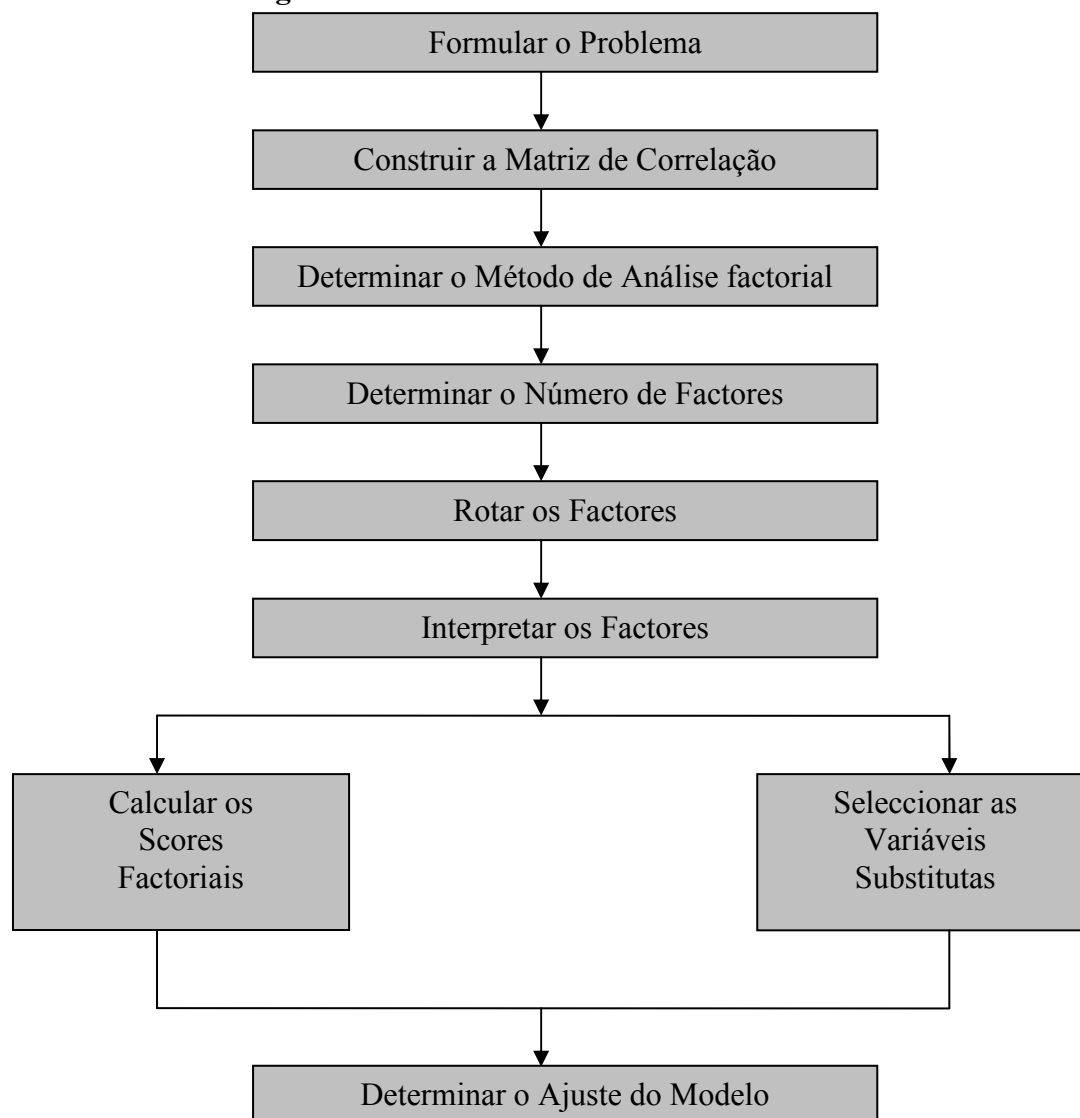 Formular o Problema
Construir a Matriz de Correlação
Determinar o Método de Análise factorial
Determinar o Número de Factores
Rotar os Factores
Interpretar os Factores
Calcular os
Scores
Factoriais
Seleccionar as
Variáveis
Substitutas
Determinar o Ajuste do Modelo